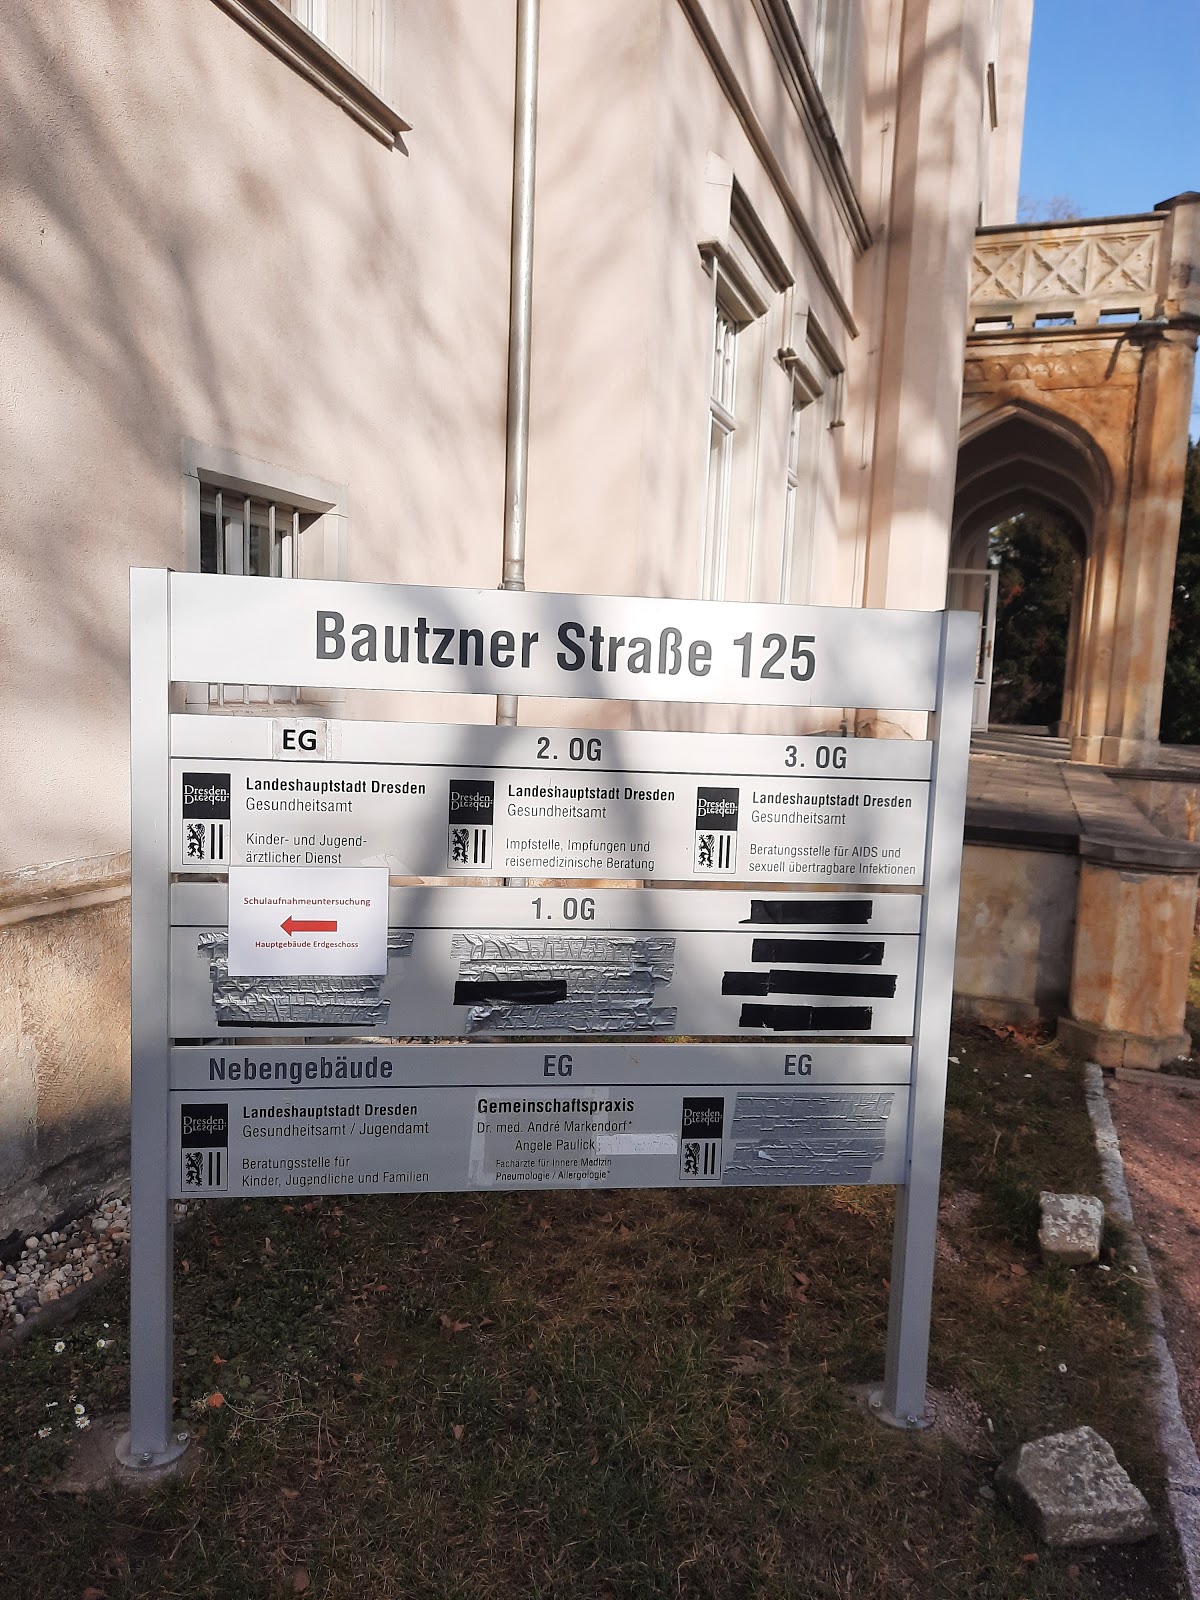 Bautzner Straße 125
EG
Dresden.
Dresden
Landeshauptstadt Dresden
Gesundheitsamt
Kinder- und Jugend-
ärztlicher Dienst
2. OG
Dresden.
Dresden
Landeshauptstadt Dresden
Gesundheitsamt
Impfstelle, Impfungen und
reisemedizinische Beratung
3. OG
Dresden.
Dresden
Landeshauptstadt Dresden
Gesundheitsamt
Beratungsstelle für AIDS und
sexuell übertragbare Infektionen
Schulaufnahmeuntersuchung
Hauptgebäude Erdgeschoss
1. OG
Nebengebäude
Dresden.
Dresden
Landeshauptstadt Dresden
Gesundheitsamt / Jugendamt
Beratungsstelle für
Kinder, Jugendliche und Familien
EG
Gemeinschaftspraxis
Dr. med. André Markendorf*
Angele Paulick
Fachärzte für Innere Medizin
Pneumologie / Allergologie*
EG
Dresden.
Dresden